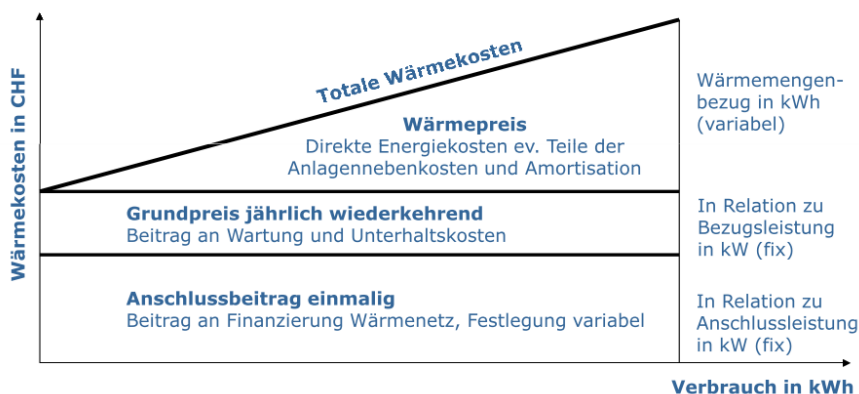 Wärmekosten in CHF
Totale Wärmekosten
Wärmepreis
Direkte Energiekosten ev. Teile der
Anlagennebenkosten und Amortisation
Wärmemengen-
bezug in kWh
(variabel)
Grundpreis jährlich wiederkehrend
Beitrag an Wartung und Unterhaltskosten
In Relation zu
Bezugsleistung
in kW (fix)
Anschlussbeitrag einmalig
Beitrag an Finanzierung Wärmenetz, Festlegung variabel
In Relation zu
Anschlussleistung
in kW (fix)
Verbrauch in kWh